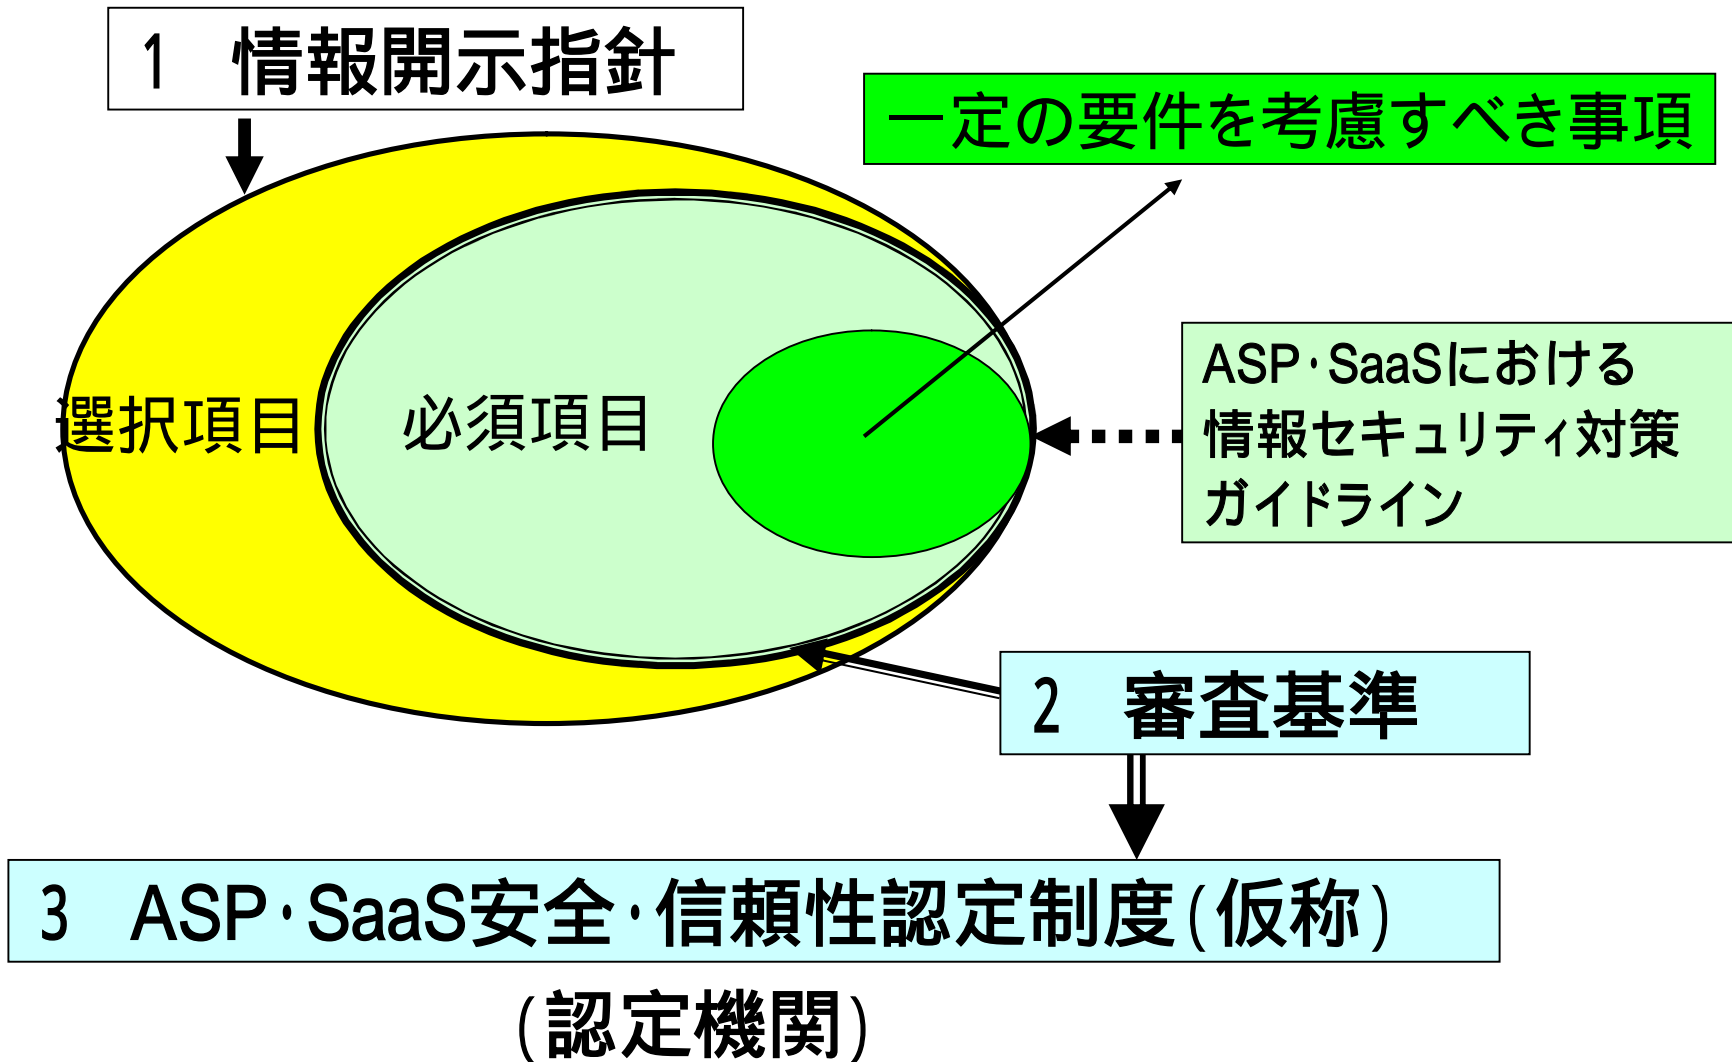 1 情報開示指針
一定の要件を考慮すべき事項
選択項目
必須項目
ASP・SaaSにおける
情報セキュリティ対策
ガイドライン
2 審査基準
3 ASP・SaaS安全・信頼性認定制度(仮称)
(認定機関)